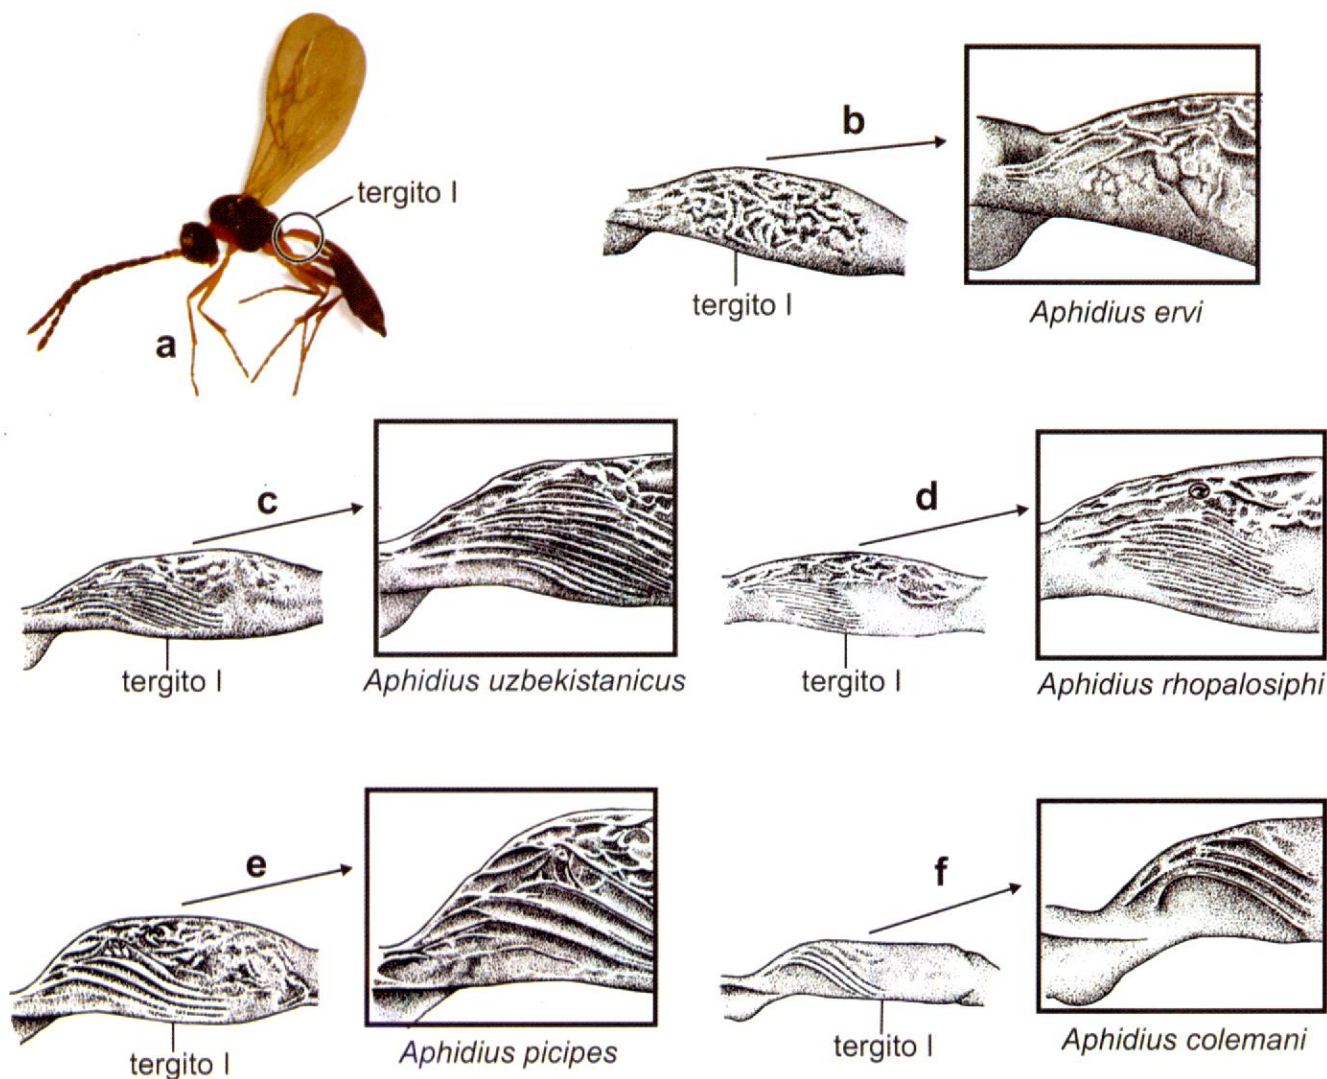 tergito I
a
b
tergito I
Aphidius ervi
c
tergito I
Aphidius uzbekistanicus
d
tergito I
Aphidius rhopalosiphi
e
tergito I
Aphidius picipes
f
tergito I
Aphidius colemani